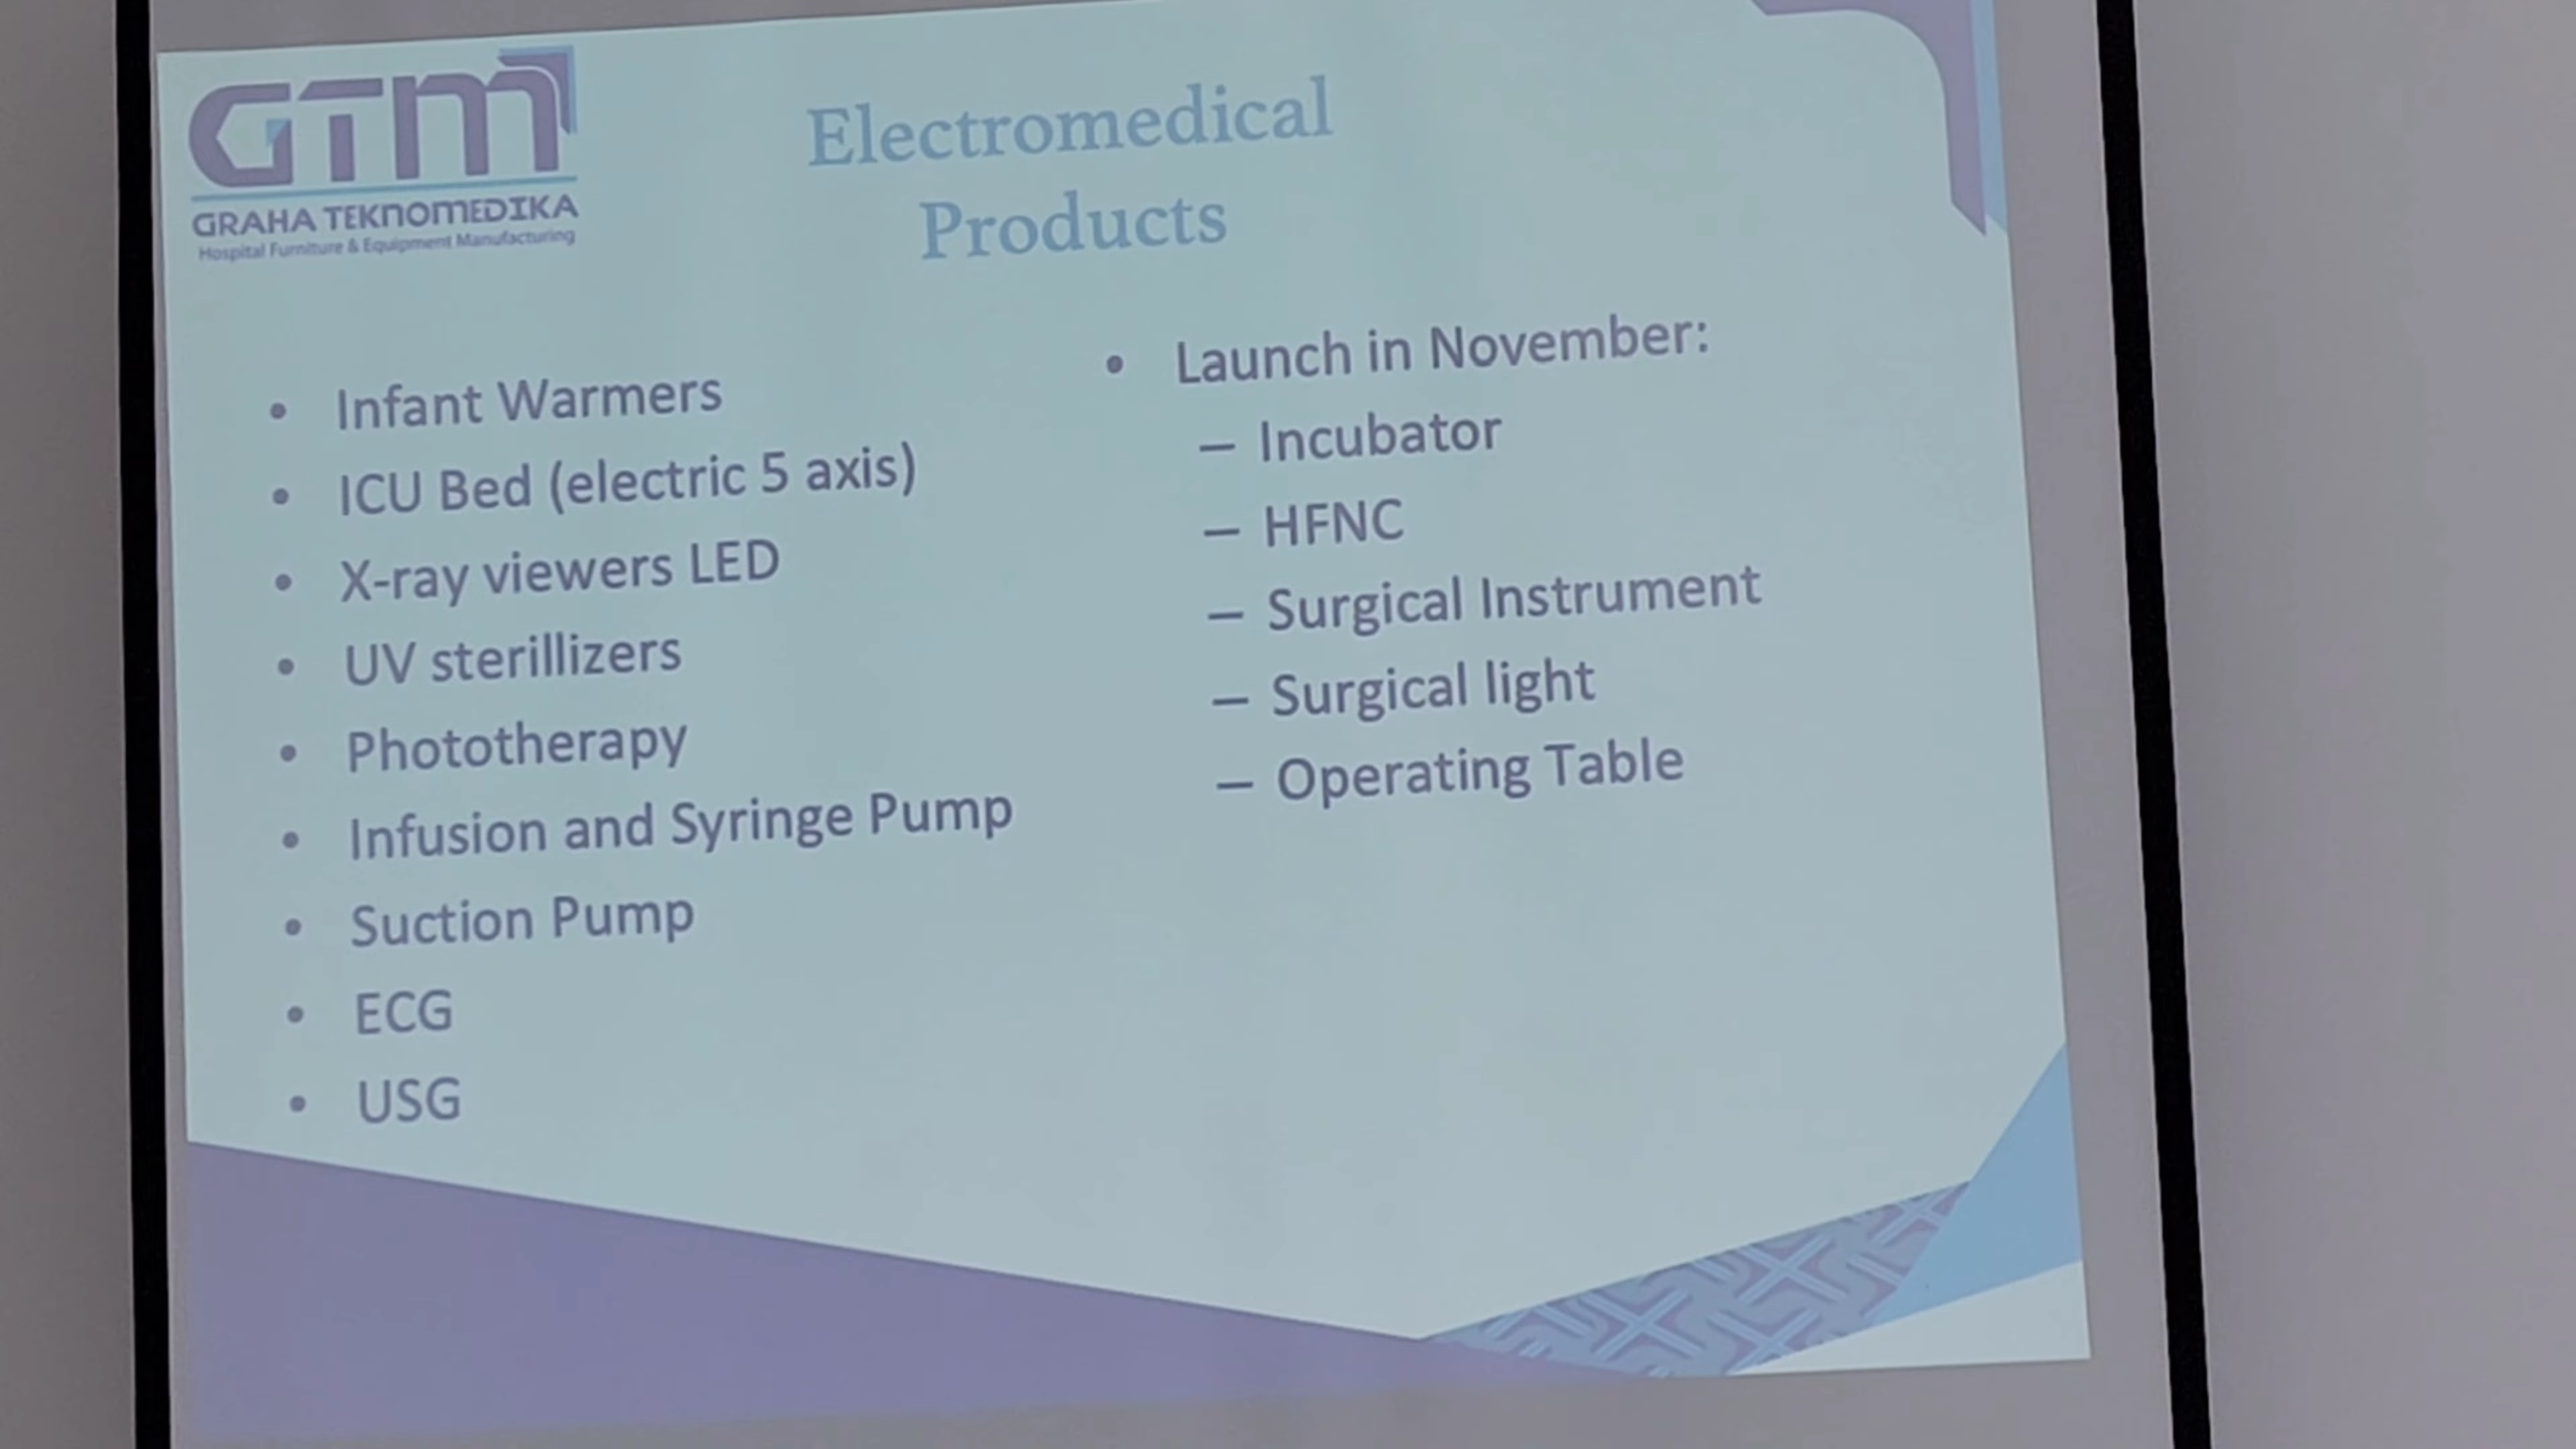 GTM
GRAHA TEKNOMEDIKA
Hospital Furniture & Equipment Manufacturing
Electromedical
Products
• Infant Warmers
• ICU Bed (electric 5 axis)
• X-ray viewers LED
• UV sterillizers
• Phototherapy
• Infusion and Syringe Pump
• Suction Pump
• ECG
• USG
• Launch in November:
– Incubator
– HFNC
– Surgical Instrument
– Surgical light
– Operating Table